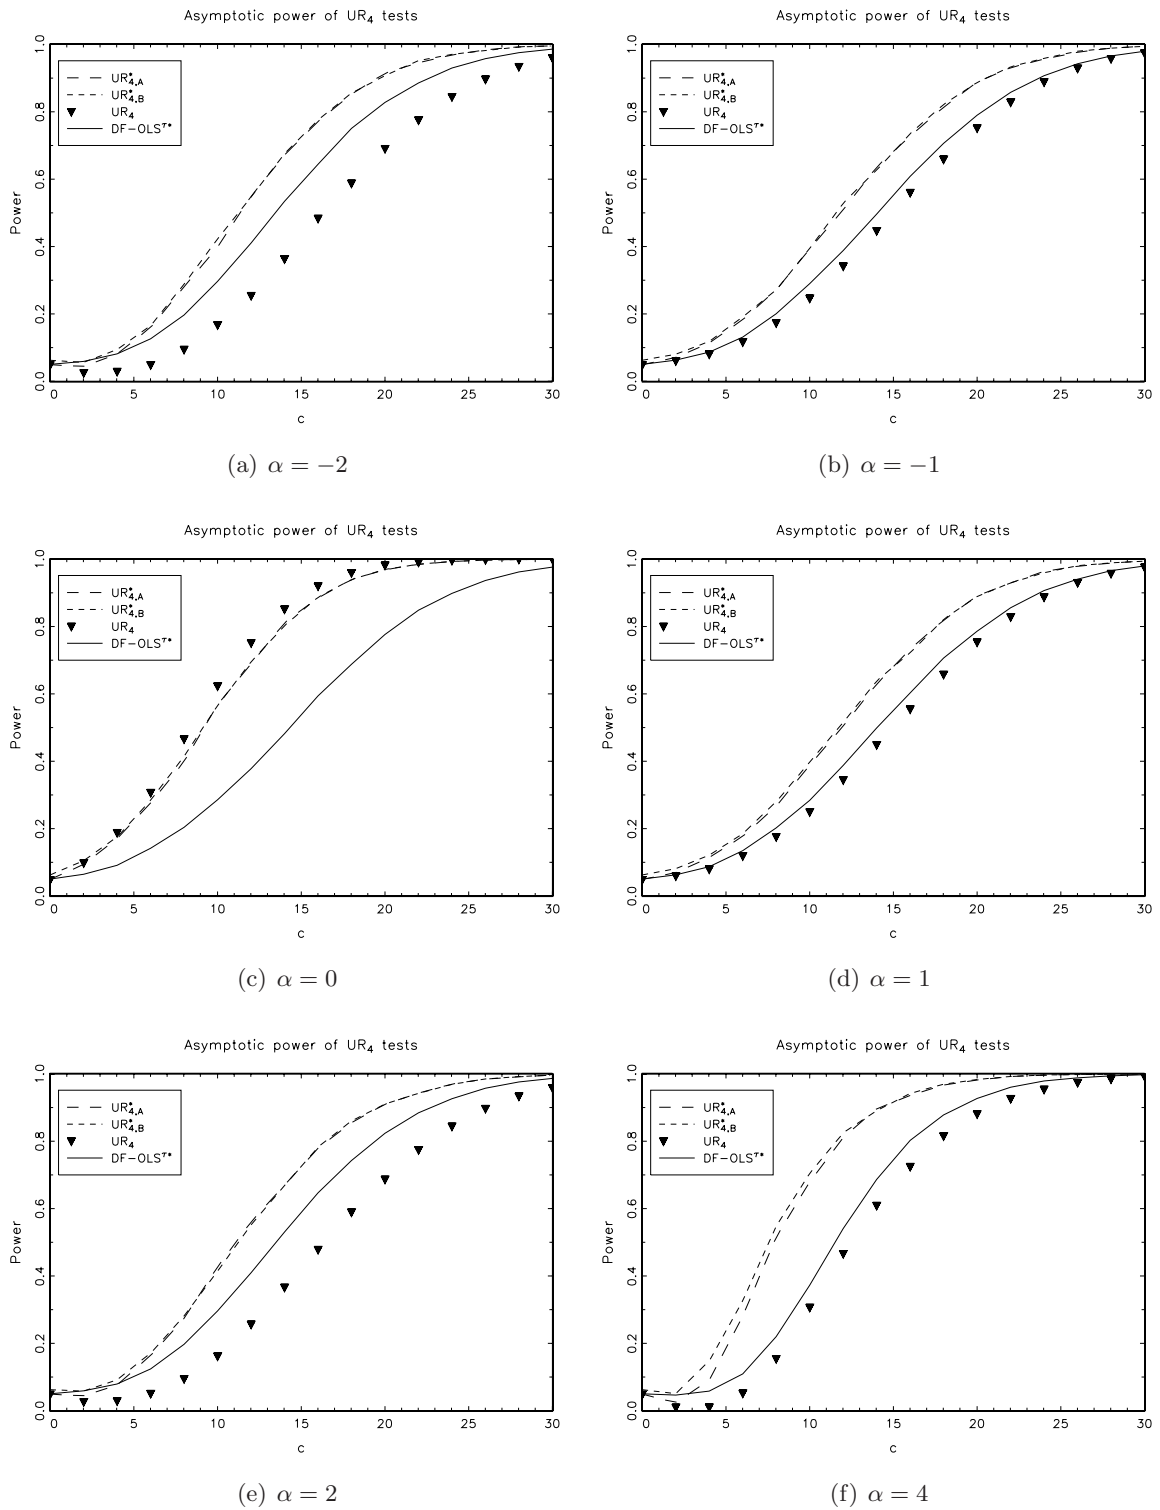 Asymptotic power of UR₄ tests
Power
1.0
0.8
0.6
0.4
0.2
0.0
UR*₄,A
UR*₄,B
UR₄
DF-OLSτ*
0 5 10 15 20 25 30
c
(a) α = −2
Asymptotic power of UR₄ tests
Power
1.0
0.8
0.6
0.4
0.2
0.0
UR*₄,A
UR*₄,B
UR₄
DF-OLSτ*
0 5 10 15 20 25 30
c
(b) α = −1
Asymptotic power of UR₄ tests
Power
1.0
0.8
0.6
0.4
0.2
0.0
UR*₄,A
UR*₄,B
UR₄
DF-OLSτ*
0 5 10 15 20 25 30
c
(c) α = 0
Asymptotic power of UR₄ tests
Power
1.0
0.8
0.6
0.4
0.2
0.0
UR*₄,A
UR*₄,B
UR₄
DF-OLSτ*
0 5 10 15 20 25 30
c
(d) α = 1
Asymptotic power of UR₄ tests
Power
1.0
0.8
0.6
0.4
0.2
0.0
UR*₄,A
UR*₄,B
UR₄
DF-OLSτ*
0 5 10 15 20 25 30
c
(e) α = 2
Asymptotic power of UR₄ tests
Power
1.0
0.8
0.6
0.4
0.2
0.0
UR*₄,A
UR*₄,B
UR₄
DF-OLSτ*
0 5 10 15 20 25 30
c
(f) α = 4